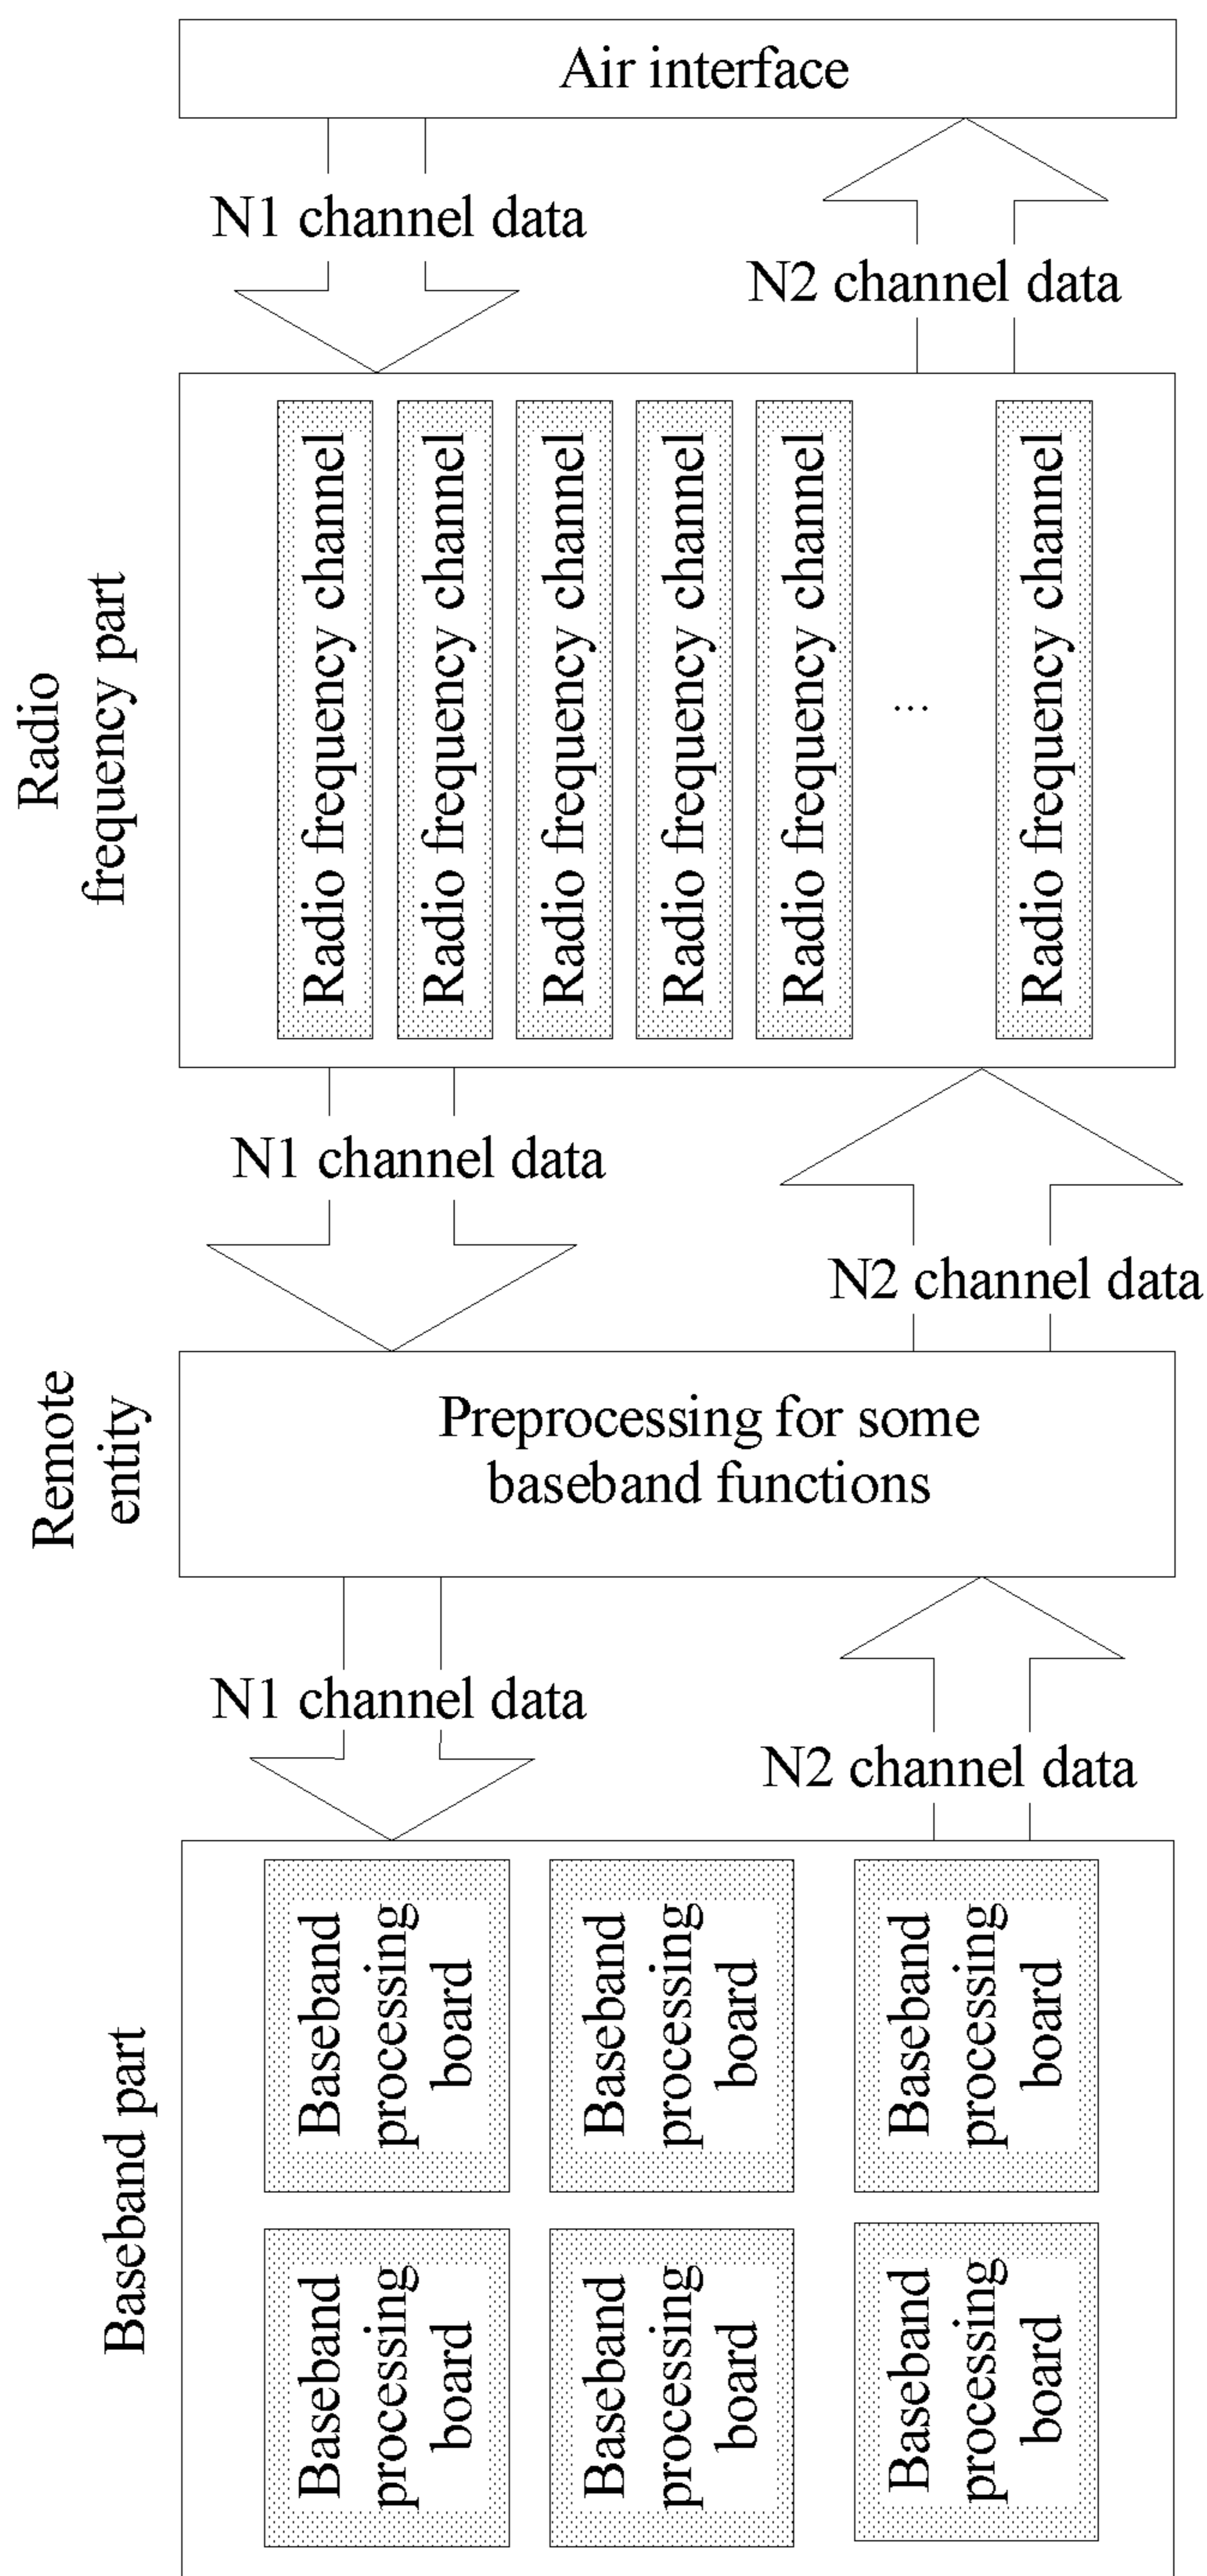 Air interface
N1 channel data
N2 channel data
Radio
frequency part
Radio frequency channel
Radio frequency channel
Radio frequency channel
Radio frequency channel
Radio frequency channel
...
Radio frequency channel
N1 channel data
N2 channel data
Remote
entity
Preprocessing for some
baseband functions
N1 channel data
N2 channel data
Baseband part
Baseband
processing
board
Baseband
processing
board
Baseband
processing
board
Baseband
processing
board
Baseband
processing
board
Baseband
processing
board